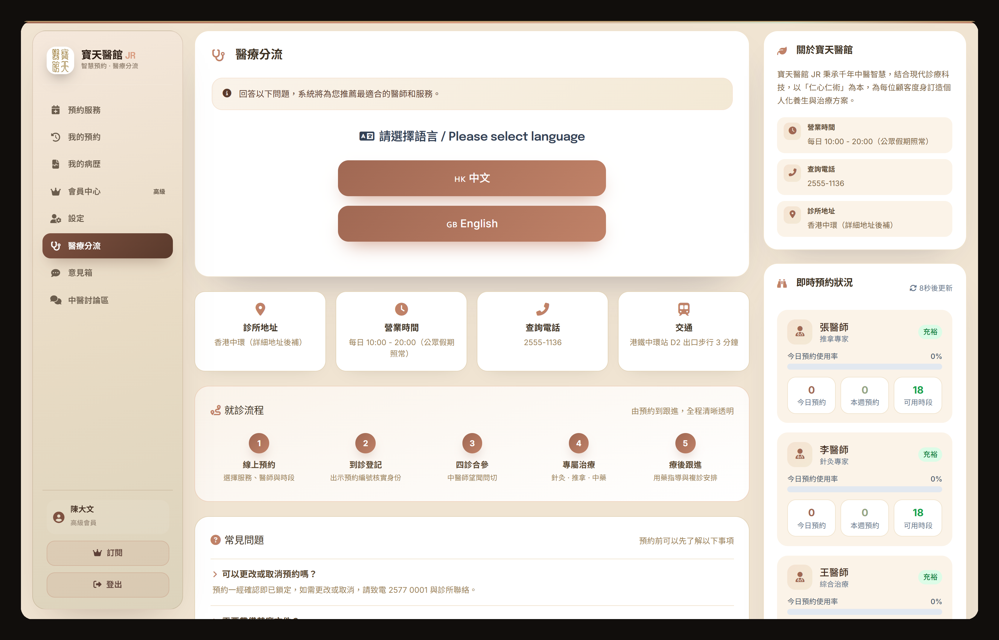 寶天醫館 JR
智慧預約 · 醫療分流
預約服務
我的預約
我的病歷
會員中心 高級
設定
醫療分流
意見箱
中醫討論區
陳大文
高級會員
訂閱
登出
醫療分流
回答以下問題，系統將為您推薦最適合的醫師和服務。
請選擇語言 / Please select language
HK 中文
GB English
診所地址
香港中環（詳細地址後補）
營業時間
每日 10:00 - 20:00（公眾假期
照常）
查詢電話
2555-1136
交通
港鐵中環站 D2 出口步行 3 分鐘
就診流程
由預約到跟進，全程清晰透明
1
線上預約
選擇服務、醫師與時段
2
到診登記
出示預約編號核實身份
3
四診合參
中醫師望聞問切
4
專屬治療
針灸 · 推拿 · 中藥
5
療後跟進
用藥指導與複診安排
常見問題
預約前可以先了解以下事項
可以更改或取消預約嗎？
預約一經確認即已鎖定，如需更改或取消，請致電 2577 0001 與診所聯絡。
關於寶天醫館
寶天醫館 JR 秉承千年中醫智慧，結合現代診療科
技，以「仁心仁術」為本，為每位顧客度身訂造個
人化養生與治療方案。
營業時間
每日 10:00 - 20:00（公眾假期照常）
查詢電話
2555-1136
診所地址
香港中環（詳細地址後補）
即時預約狀況
8秒後更新
張醫師
推拿專家
充裕
今日預約使用率 0%
0 今日預約
0 本週預約
18 可用時段
李醫師
針灸專家
充裕
今日預約使用率 0%
0 今日預約
0 本週預約
18 可用時段
王醫師
綜合治療
充裕
今日預約使用率 0%